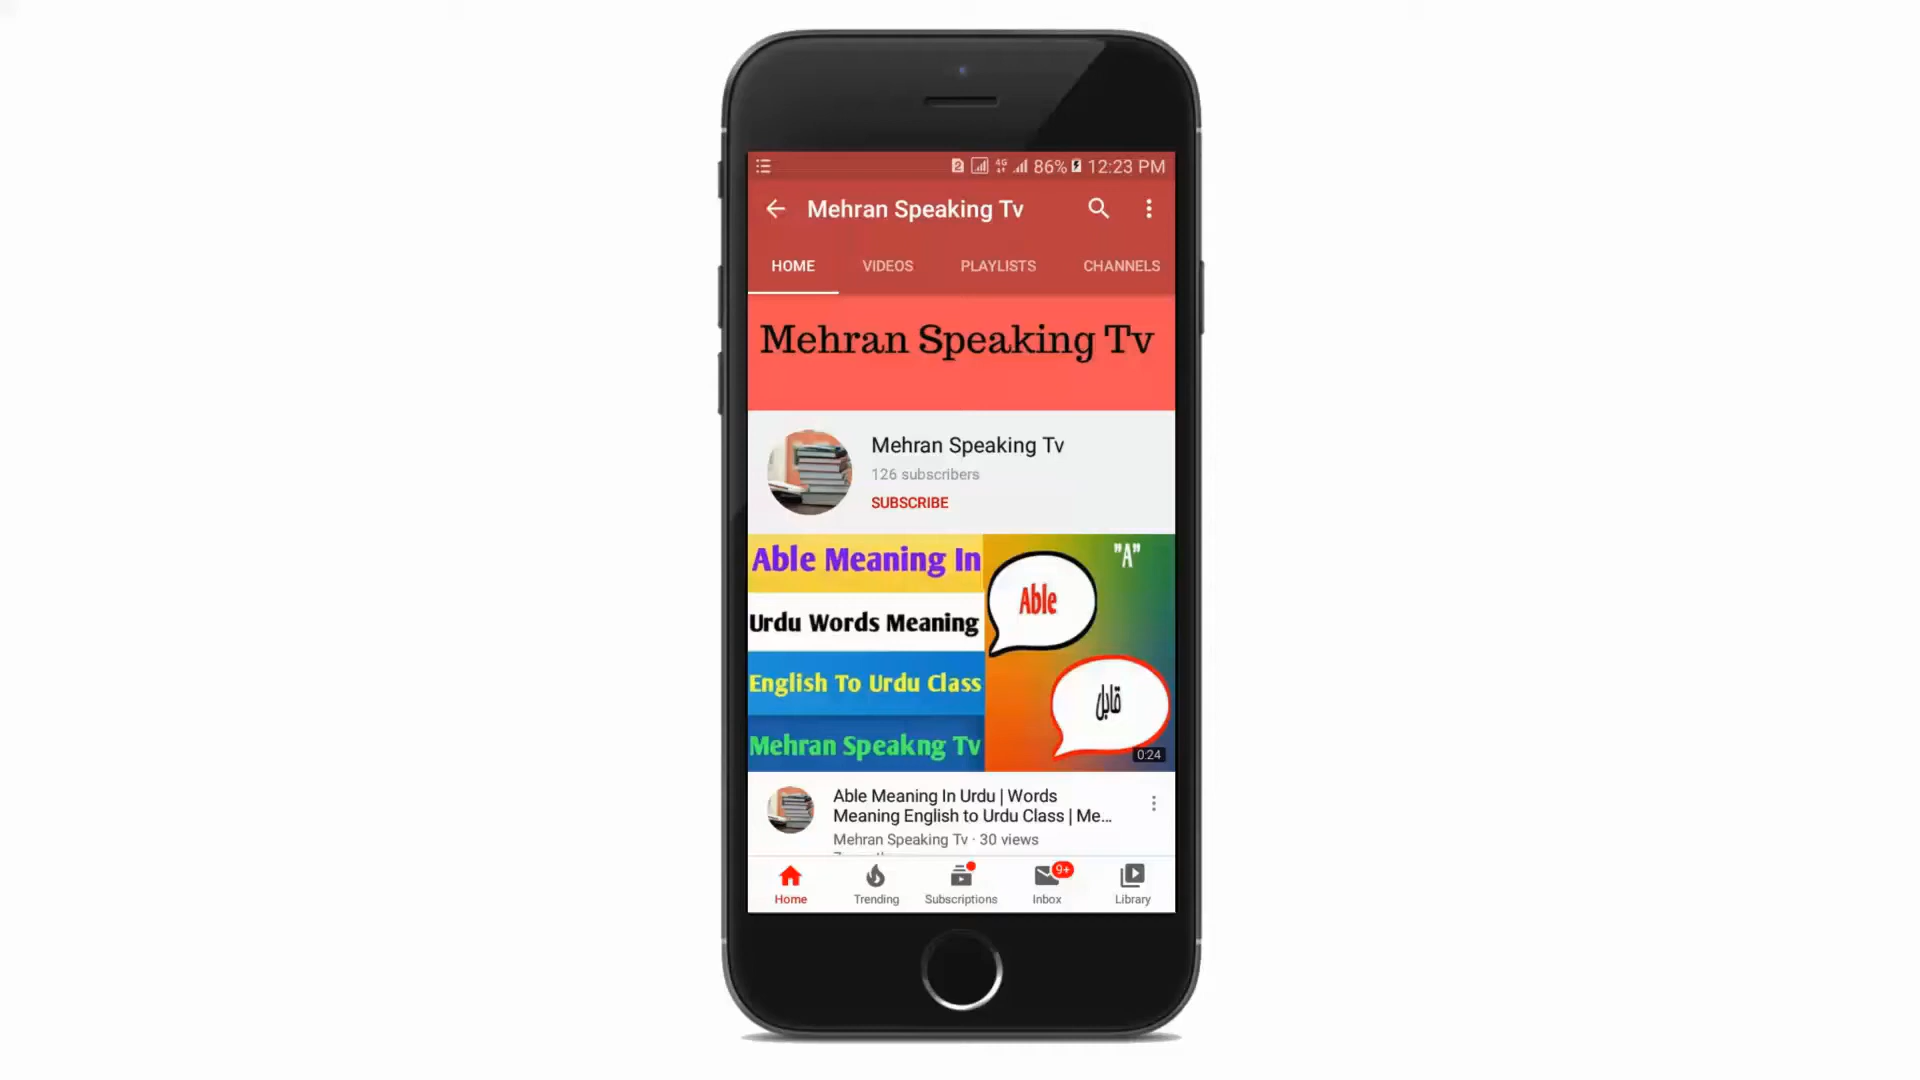 4G 86% 12:23 PM
Mehran Speaking Tv
HOME VIDEOS PLAYLISTS CHANNELS
Mehran Speaking Tv
Mehran Speaking Tv
126 subscribers
SUBSCRIBE
Able Meaning In
Urdu Words Meaning
English To Urdu Class
Mehran Speakng Tv
"A"
Able
قابل
0:24
Able Meaning In Urdu | Words
Meaning English to Urdu Class | Me...
Mehran Speaking Tv · 30 views
9+
Home Trending Subscriptions Inbox Library